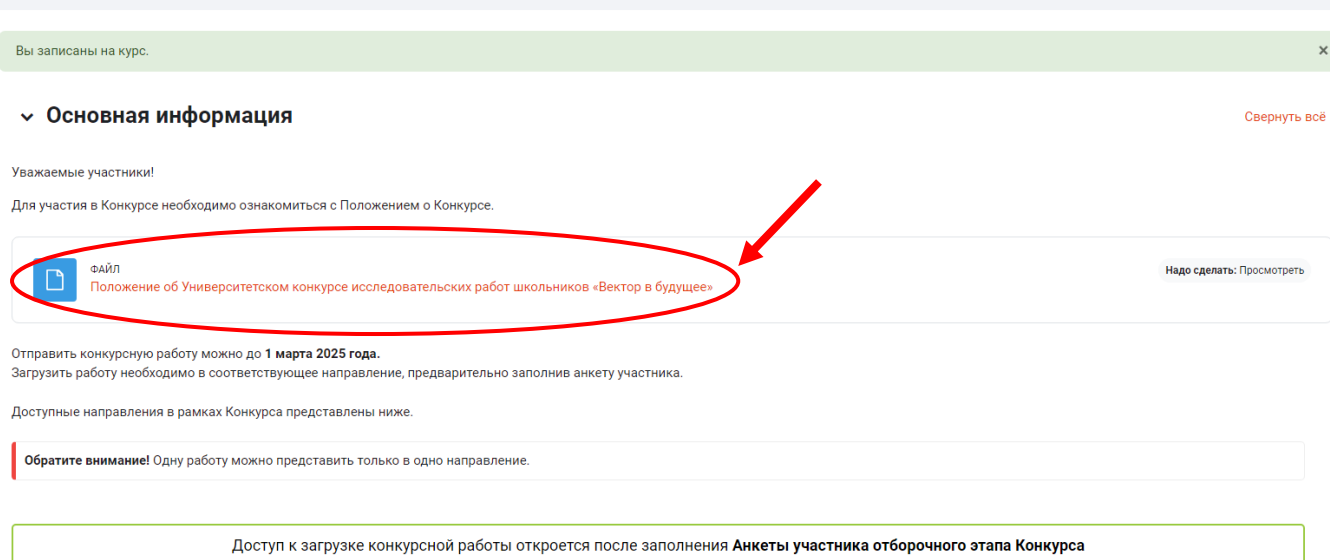 Вы записаны на курс.
×
Основная информация
Свернуть всё
Уважаемые участники!
Для участия в Конкурсе необходимо ознакомиться с Положением о Конкурсе.
ФАЙЛ
Положение об Университетском конкурсе исследовательских работ школьников «Вектор в будущее»
Надо сделать: Просмотреть
Отправить конкурсную работу можно до 1 марта 2025 года.
Загрузить работу необходимо в соответствующее направление, предварительно заполнив анкету участника.
Доступные направления в рамках Конкурса представлены ниже.
Обратите внимание! Одну работу можно представить только в одно направление.
Доступ к загрузке конкурсной работы откроется после заполнения Анкеты участника отборочного этапа Конкурса